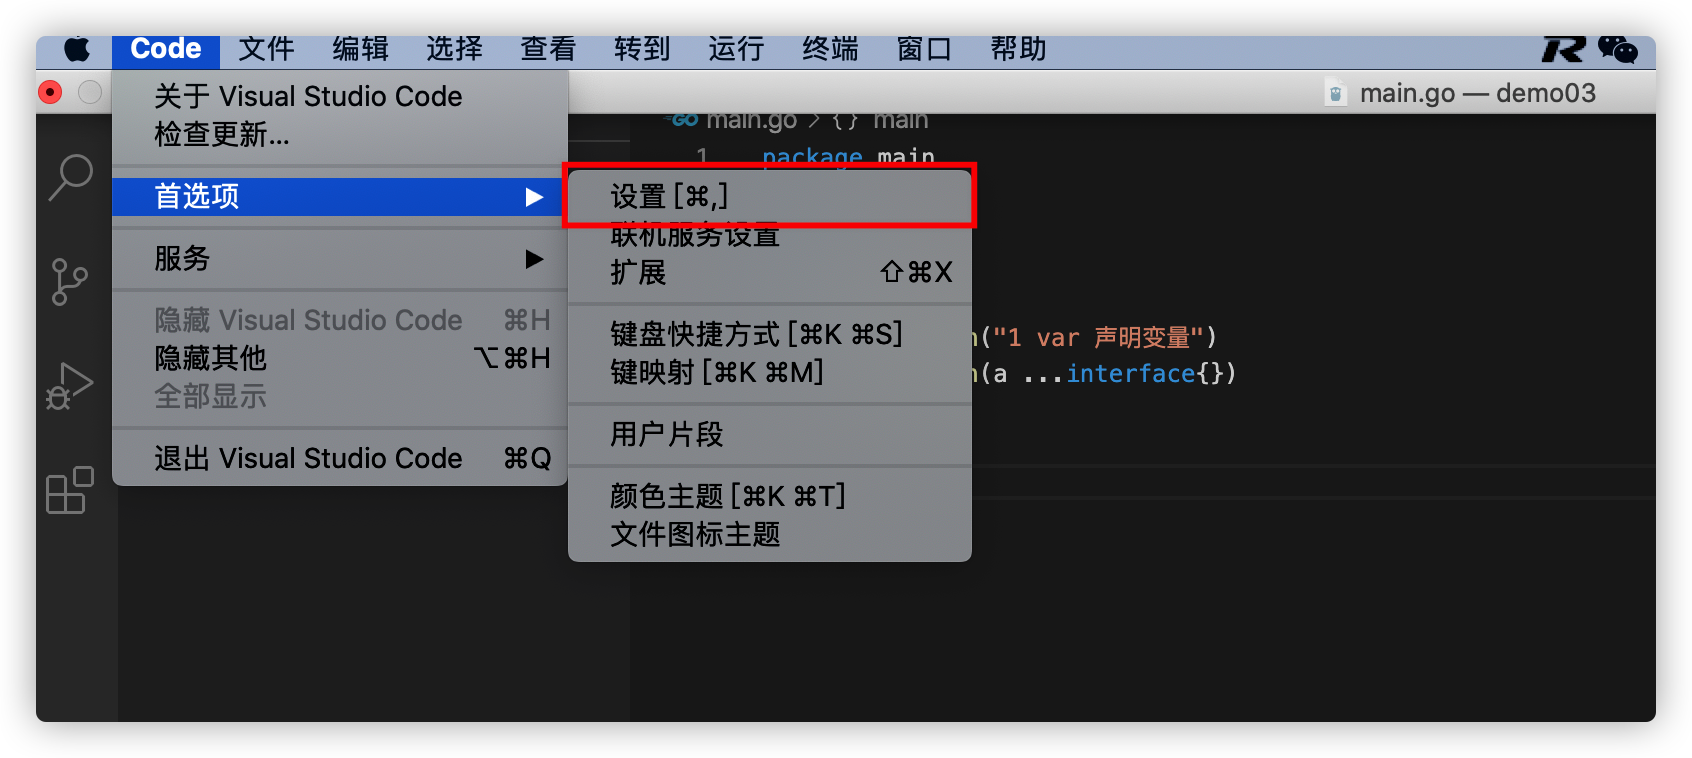 Code 文件 编辑 选择 查看 转到 运行 终端 窗口 帮助
main.go — demo03
关于 Visual Studio Code
检查更新...
首选项
服务
隐藏 Visual Studio Code ⌘H
隐藏其他 ⌥⌘H
全部显示
退出 Visual Studio Code ⌘Q
设置 [⌘,]
联机服务设置
扩展 ⇧⌘X
键盘快捷方式 [⌘K ⌘S]
键映射 [⌘K ⌘M]
用户片段
颜色主题 [⌘K ⌘T]
文件图标主题
GO main.go > {} main
1 package main
n("1 var 声明变量")
n(a ...interface{})